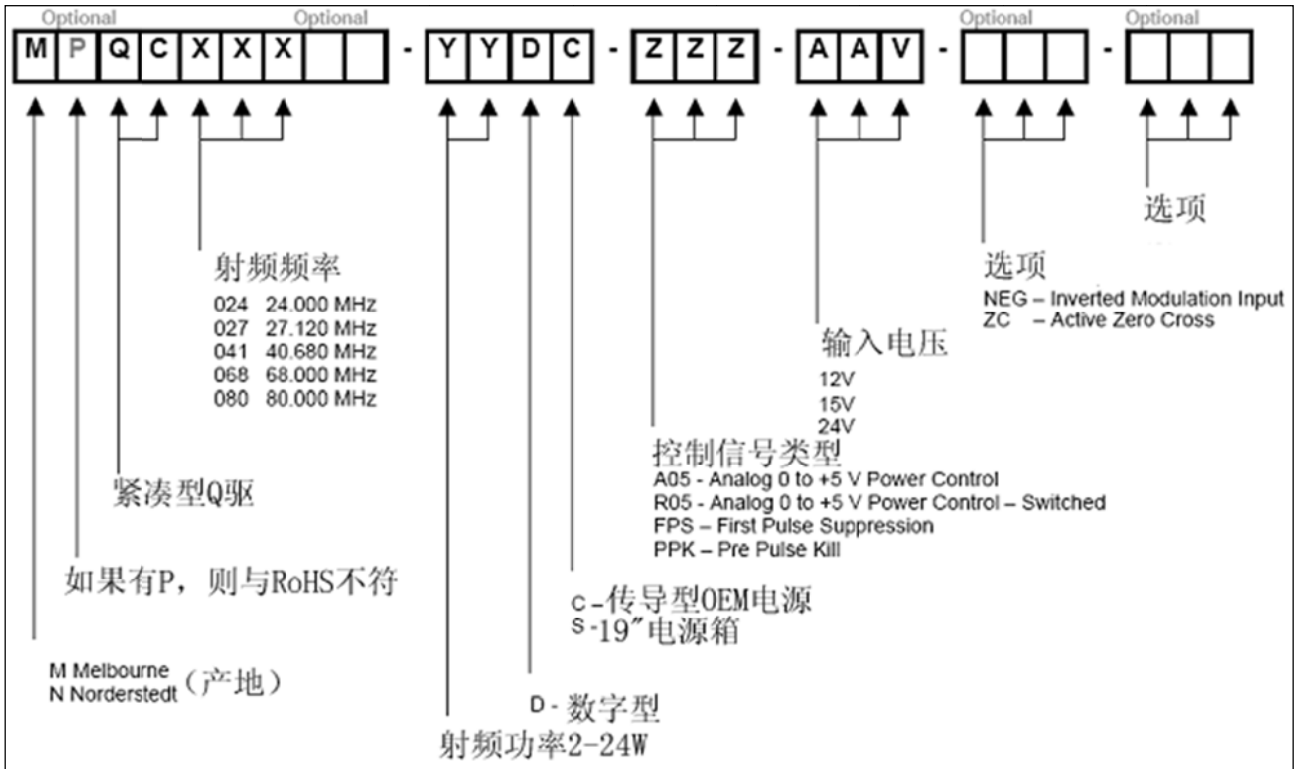 Optional Optional Optional Optional
M P Q C X X X - Y Y D C - Z Z Z - A A V - -
选项
射频频率
024 24.000 MHz
027 27.120 MHz
041 40.680 MHz
068 68.000 MHz
080 80.000 MHz
选项
NEG – Inverted Modulation Input
ZC – Active Zero Cross
输入电压
12V
15V
24V
控制信号类型
A05 - Analog 0 to +5 V Power Control
R05 - Analog 0 to +5 V Power Control – Switched
FPS – First Pulse Suppression
PPK – Pre Pulse Kill
紧凑型Q驱
如果有P，则与RoHS不符
C-传导型OEM电源
S-19"电源箱
M Melbourne
N Norderstedt（产地）
D - 数字型
射频功率2-24W